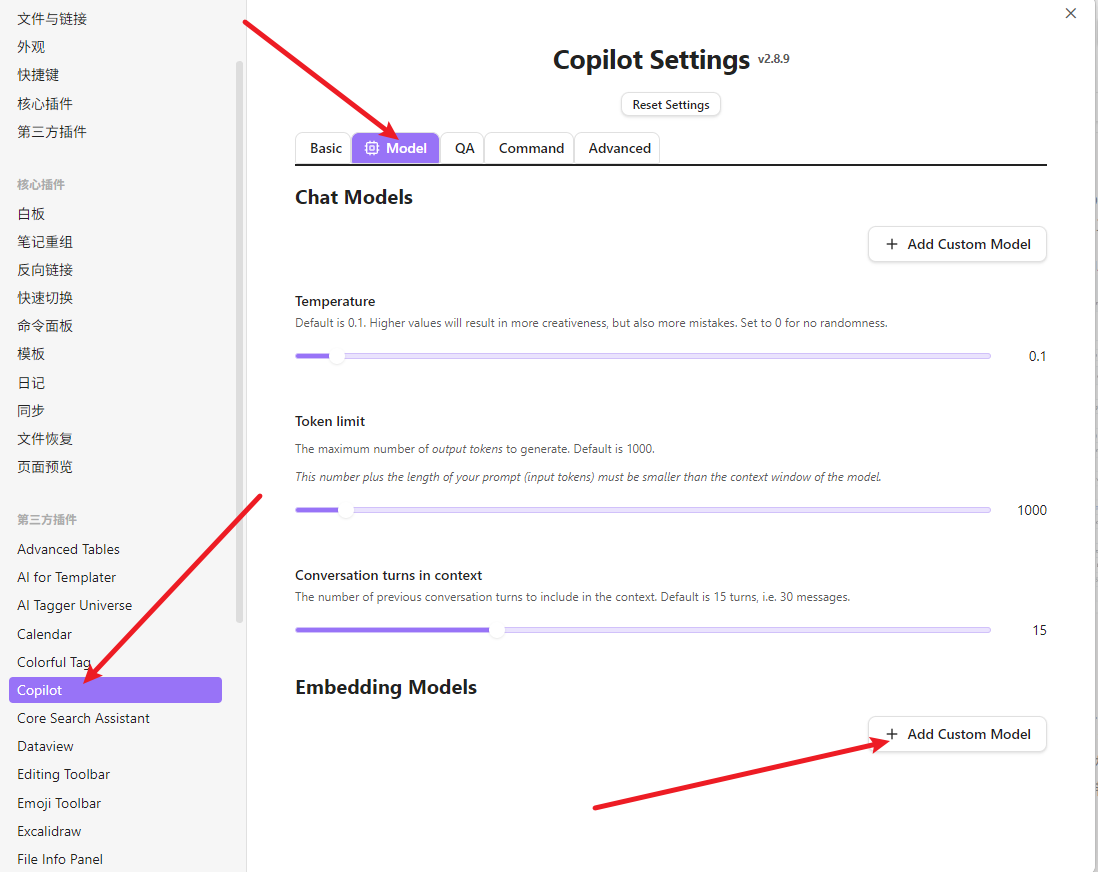 文件与链接
外观
快捷键
核心插件
第三方插件
核心插件
白板
笔记重组
反向链接
快速切换
命令面板
模板
日记
同步
文件恢复
页面预览
第三方插件
Advanced Tables
AI for Templater
AI Tagger Universe
Calendar
Colorful Tag
Copilot
Core Search Assistant
Dataview
Editing Toolbar
Emoji Toolbar
Excalidraw
File Info Panel
Copilot Settings v2.8.9
Reset Settings
Basic Model QA Command Advanced
Chat Models
Add Custom Model
Temperature
Default is 0.1. Higher values will result in more creativeness, but also more mistakes. Set to 0 for no randomness.
0.1
Token limit
The maximum number of output tokens to generate. Default is 1000.
This number plus the length of your prompt (input tokens) must be smaller than the context window of the model.
1000
Conversation turns in context
The number of previous conversation turns to include in the context. Default is 15 turns, i.e. 30 messages.
15
Embedding Models
Add Custom Model